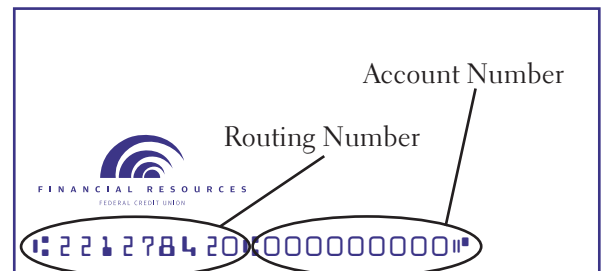 Account Number
Routing Number
FINANCIAL RESOURCES
FEDERAL CREDIT UNION
⑆221278420⑆000000000⑈